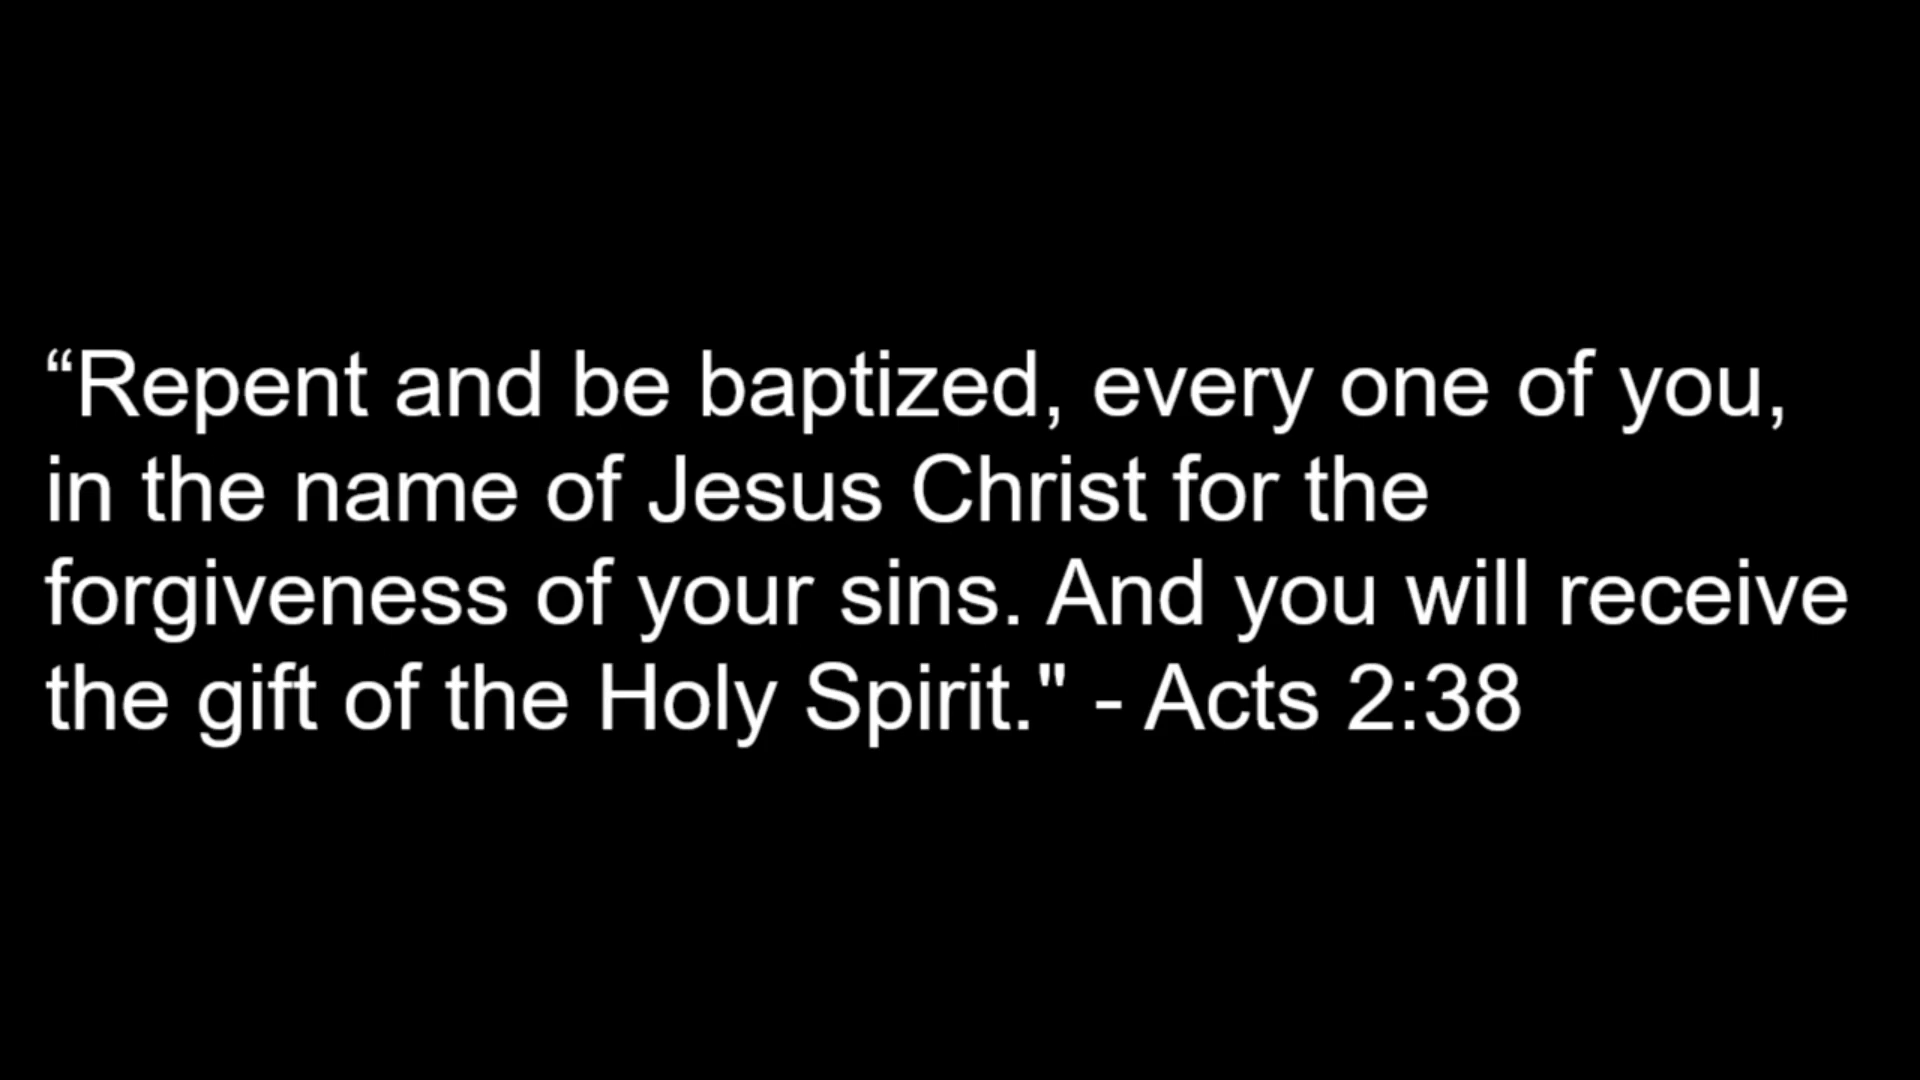 “Repent and be baptized, every one of you,
in the name of Jesus Christ for the
forgiveness of your sins. And you will receive
the gift of the Holy Spirit." - Acts 2:38